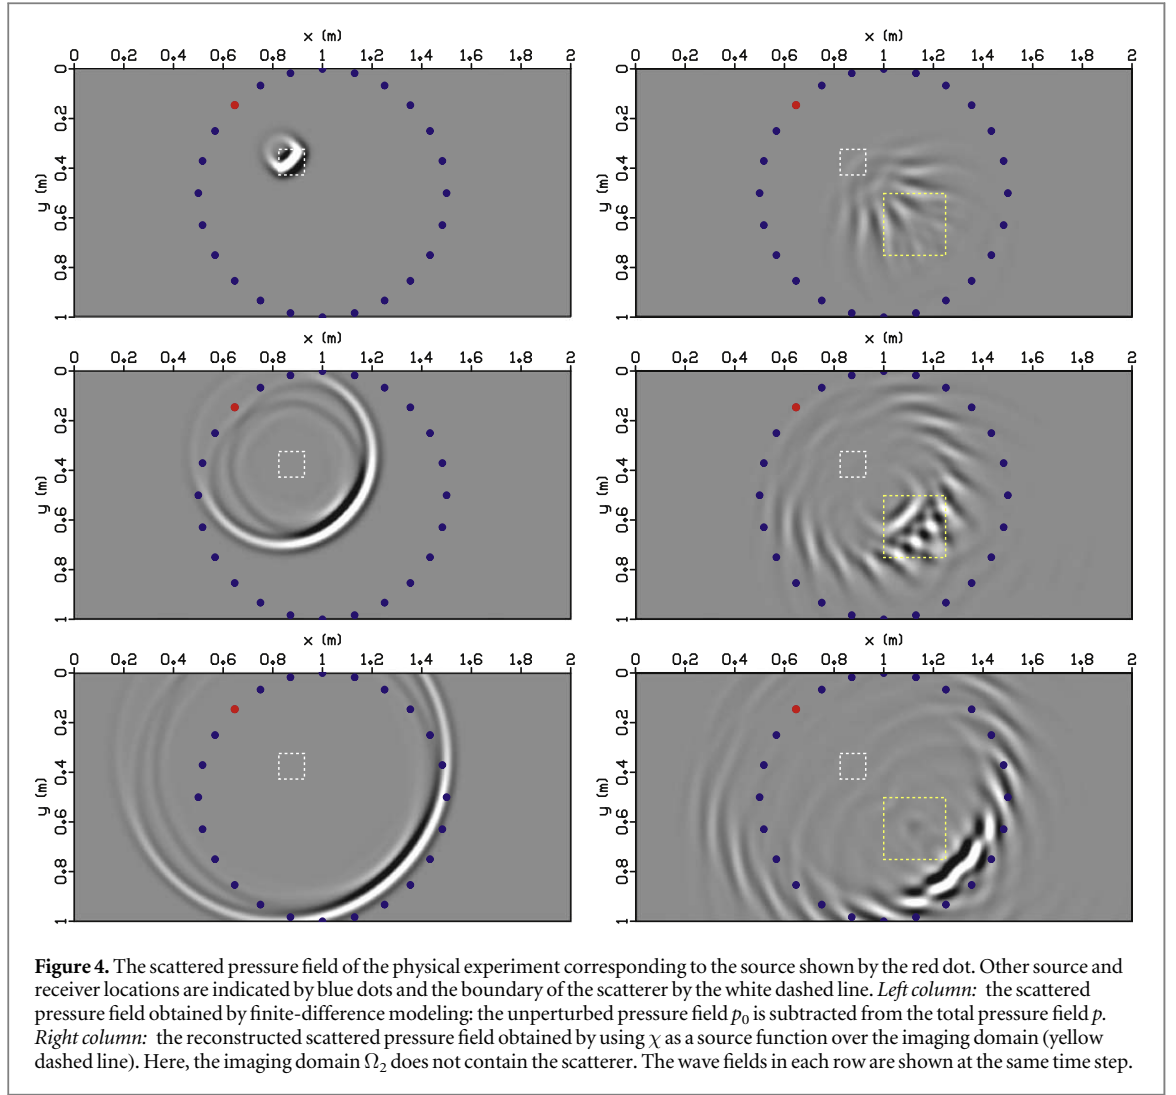 x (m) x (m)
0 0.2 0.4 0.6 0.8 1 1.2 1.4 1.6 2 0 0.2 0.4 0.6 0.8 1 1.2 1.4 1.6 2
y (m) 0 0.2 0.4 0.6 0.8 1 y (m) 0 0.2 0.4 0.6 0.8 1
x (m) x (m)
0 0.2 0.4 0.6 0.8 1 1.2 1.4 1.6 2 0 0.2 0.4 0.6 0.8 1 1.2 1.4 1.6 2
y (m) 0 0.2 0.4 0.6 0.8 1 y (m) 0 0.2 0.4 0.6 0.8 1
x (m) x (m)
0 0.2 0.4 0.6 0.8 1 1.2 1.4 1.6 2 0 0.2 0.4 0.6 0.8 1 1.2 1.4 1.6 2
y (m) 0 0.2 0.4 0.6 0.8 1 y (m) 0 0.2 0.4 0.6 0.8 1
Figure 4. The scattered pressure field of the physical experiment corresponding to the source shown by the red dot. Other source and
receiver locations are indicated by blue dots and the boundary of the scatterer by the white dashed line. Left column: the scattered
pressure field obtained by finite-difference modeling: the unperturbed pressure field p₀ is subtracted from the total pressure field p.
Right column: the reconstructed scattered pressure field obtained by using χ as a source function over the imaging domain (yellow
dashed line). Here, the imaging domain Ω₂ does not contain the scatterer. The wave fields in each row are shown at the same time step.